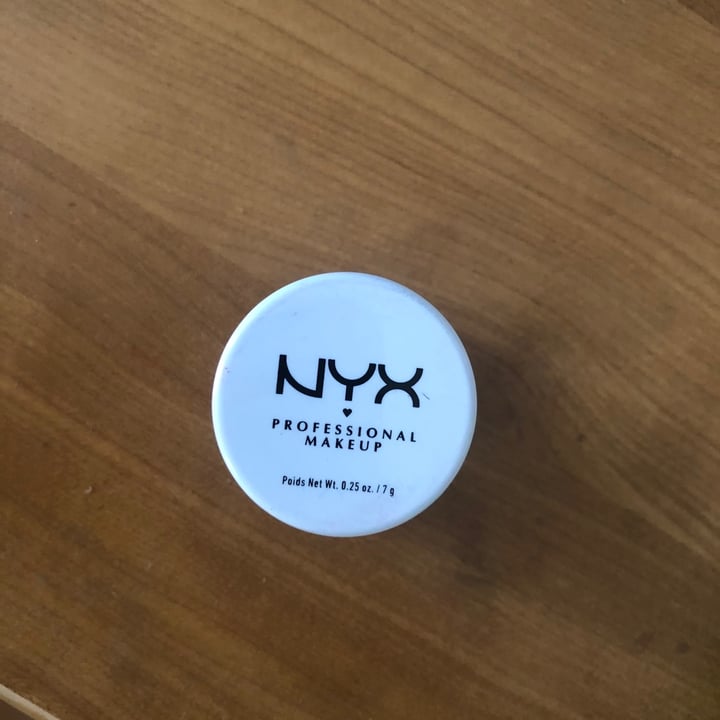 NYX
PROFESSIONAL
MAKEUP
Poids Net Wt. 0.25 oz. / 7 g